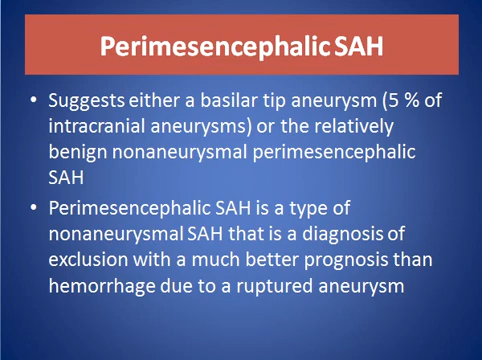 Perimesencephalic SAH
• Suggests either a basilar tip aneurysm (5 % of
intracranial aneurysms) or the relatively
benign nonaneurysmal perimesencephalic
SAH
• Perimesencephalic SAH is a type of
nonaneurysmal SAH that is a diagnosis of
exclusion with a much better prognosis than
hemorrhage due to a ruptured aneurysm